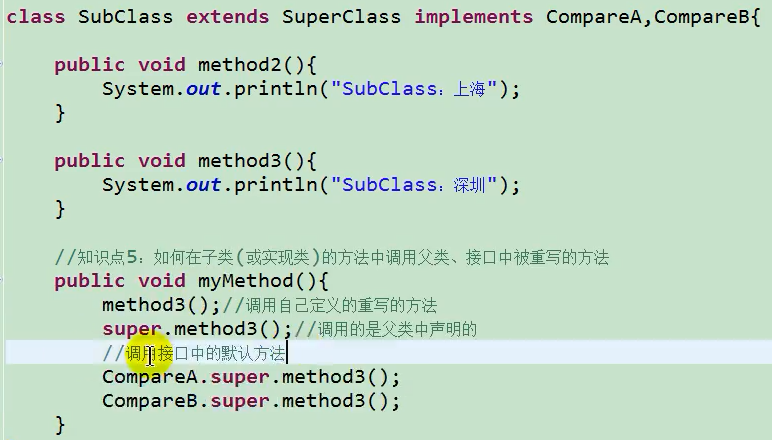 class SubClass extends SuperClass implements CompareA,CompareB{
public void method2(){
System.out.println("SubClass：上海");
}
public void method3(){
System.out.println("SubClass：深圳");
}
//知识点5：如何在子类(或实现类)的方法中调用父类、接口中被重写的方法
public void myMethod(){
method3();//调用自己定义的重写的方法
super.method3();//调用的是父类中声明的
//调用接口中的默认方法
CompareA.super.method3();
CompareB.super.method3();
}